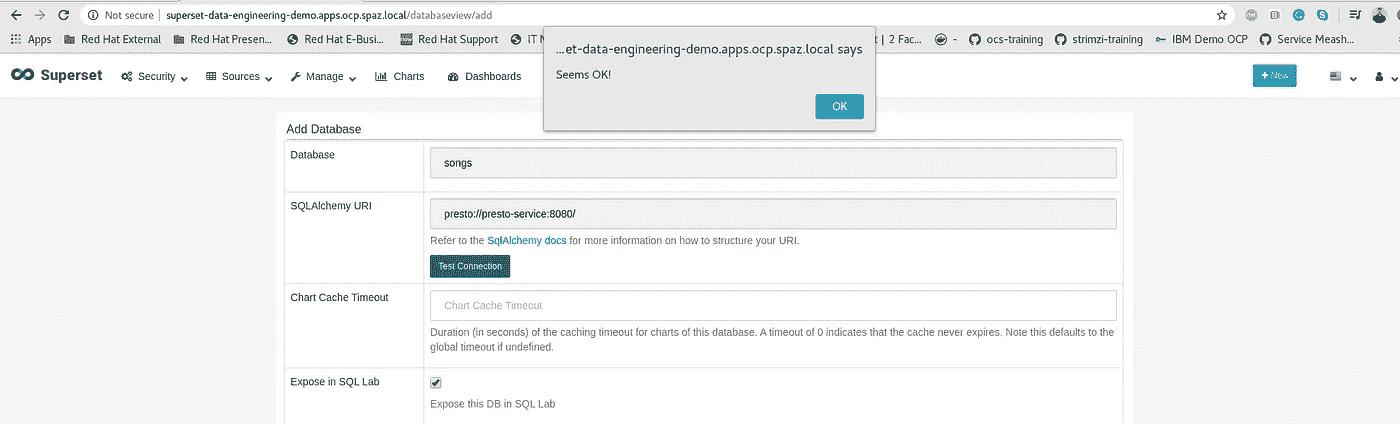 Not secure | superset-data-engineering-demo.apps.ocp.spaz.local/databaseview/add
Apps Red Hat External Red Hat Presen... Red Hat E-Busi... Red Hat Support IT | 2 Fac... - ocs-training strimzi-training IBM Demo OCP Service Meash... Othe
...et-data-engineering-demo.apps.ocp.spaz.local says
Seems OK!
OK
Superset Security Sources Manage Charts Dashboards + New
Add Database
Database
songs
SQLAlchemy URI
presto://presto-service:8080/
Refer to the SqlAlchemy docs for more information on how to structure your URI.
Test Connection
Chart Cache Timeout
Chart Cache Timeout
Duration (in seconds) of the caching timeout for charts of this database. A timeout of 0 indicates that the cache never expires. Note this defaults to the
global timeout if undefined.
Expose in SQL Lab
Expose this DB in SQL Lab